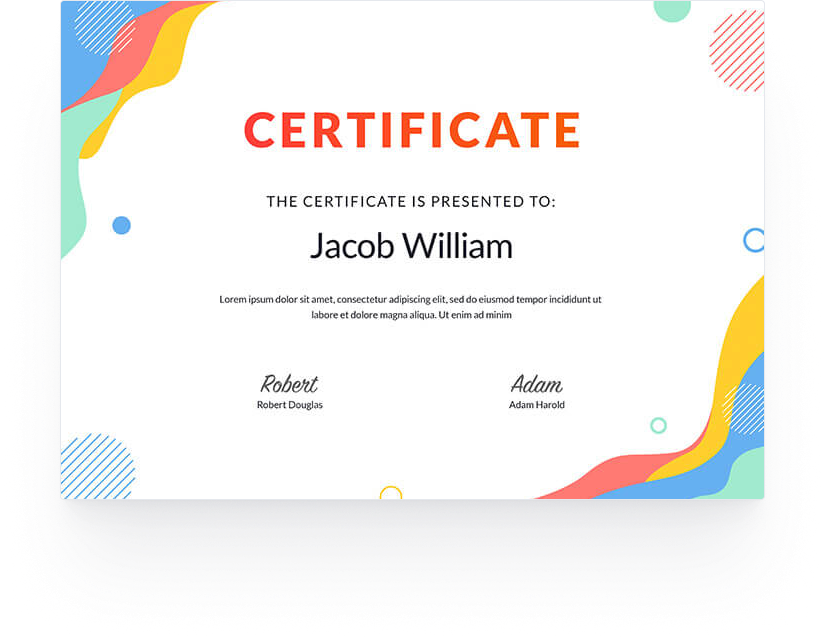 CERTIFICATE
THE CERTIFICATE IS PRESENTED TO:
Jacob William
Lorem ipsum dolor sit amet, consectetur adipiscing elit, sed do eiusmod tempor incididunt ut
labore et dolore magna aliqua. Ut enim ad minim
Robert
Robert Douglas
Adam
Adam Harold